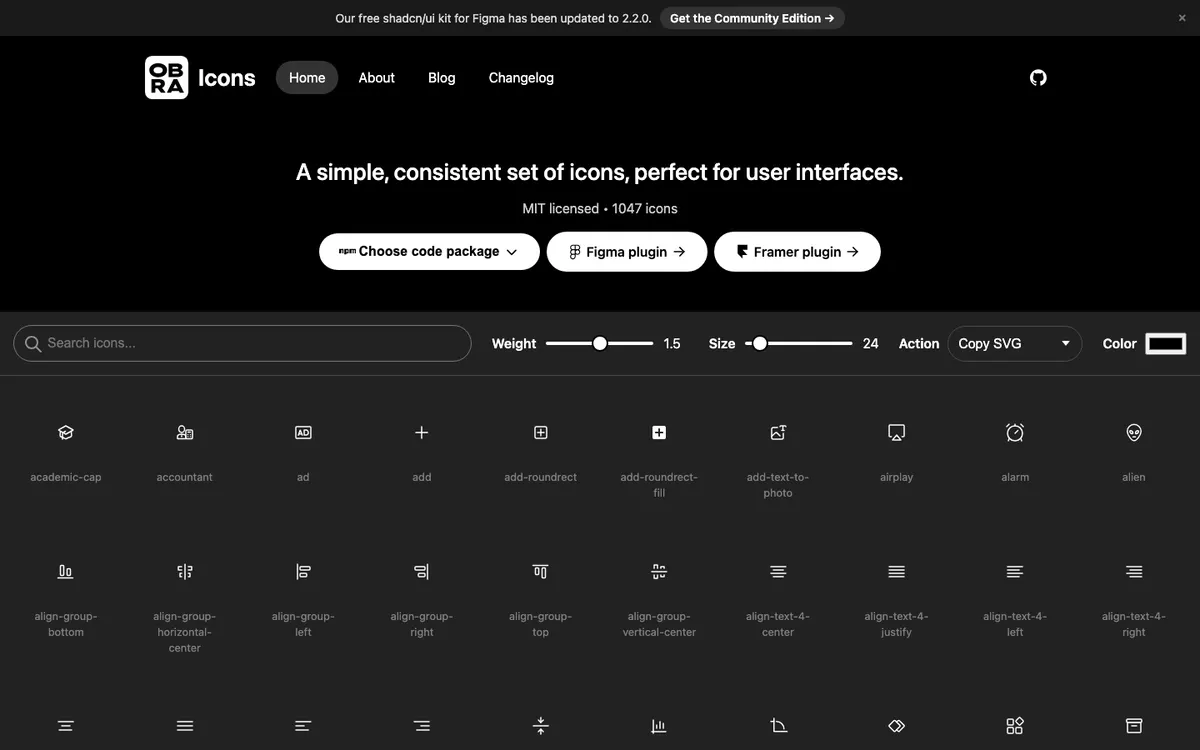 Our free shadcn/ui kit for Figma has been updated to 2.2.0. Get the Community Edition → ×
OB
RA
Icons Home About Blog Changelog
A simple, consistent set of icons, perfect for user interfaces.
MIT licensed • 1047 icons
npm Choose code package Figma plugin → Framer plugin →
Search icons... Weight 1.5 Size 24 Action Copy SVG Color
AD
academic-cap accountant ad add add-roundrect add-roundrect-fill add-text-to-photo airplay alarm alien
align-group-bottom align-group-horizontal-center align-group-left align-group-right align-group-top align-group-vertical-center align-text-4-center align-text-4-justify align-text-4-left align-text-4-right